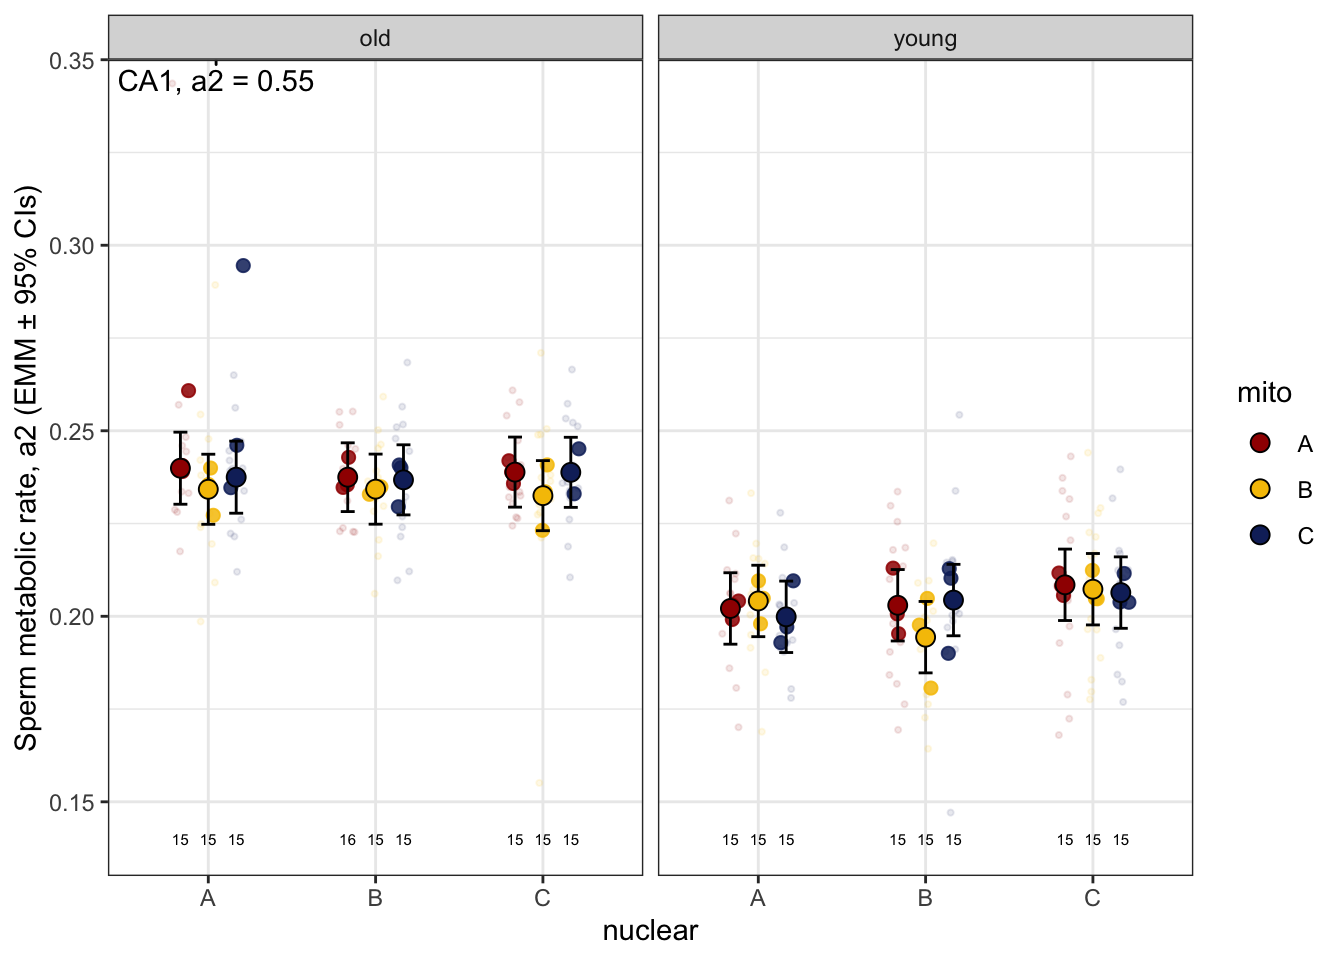 old
young
CA1, a2 = 0.55
Sperm metabolic rate, a2 (EMM ± 95% CIs)
0.35
0.30
0.25
0.20
0.15
15 15 15 16 15 15 15 15 15
15 15 15 15 15 15 15 15 15
A B C
A B C
nuclear
mito
A
B
C